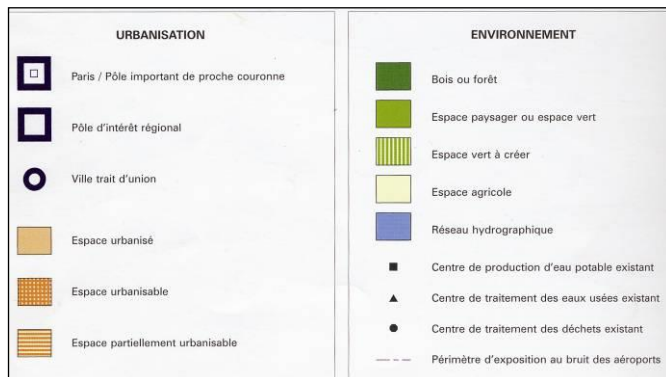 URBANISATION
Paris / Pôle important de proche couronne
Pôle d'intérêt régional
Ville trait d'union
Espace urbanisé
Espace urbanisable
Espace partiellement urbanisable
ENVIRONNEMENT
Bois ou forêt
Espace paysager ou espace vert
Espace vert à créer
Espace agricole
Réseau hydrographique
Centre de production d'eau potable existant
Centre de traitement des eaux usées existant
Centre de traitement des déchets existant
Périmètre d'exposition au bruit des aéroports